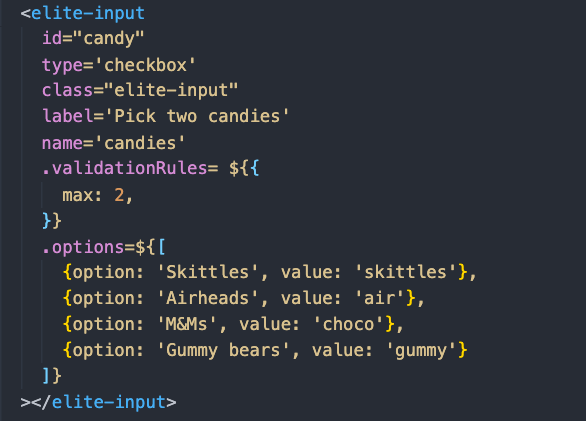 <elite-input
id="candy"
type='checkbox'
class="elite-input"
label='Pick two candies'
name='candies'
.validationRules= ${{
max: 2,
}}
.options=${[
{option: 'Skittles', value: 'skittles'},
{option: 'Airheads', value: 'air'},
{option: 'M&Ms', value: 'choco'},
{option: 'Gummy bears', value: 'gummy'}
]}
></elite-input>